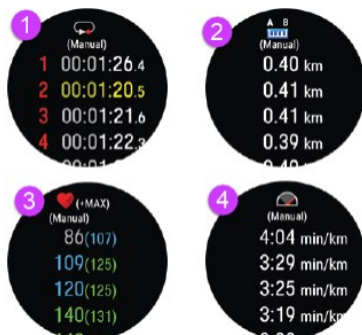 1
(Manual)
1 00:01:26.4
2 00:01:20.5
3 00:01:21.6
4 00:01:22.3
2
A B
(Manual)
0.40 km
0.41 km
0.41 km
0.39 km
3
(+MAX)
(Manual)
86(107)
109(125)
120(125)
140(131)
4
(Manual)
4:04 min/km
3:29 min/km
3:25 min/km
3:19 min/km